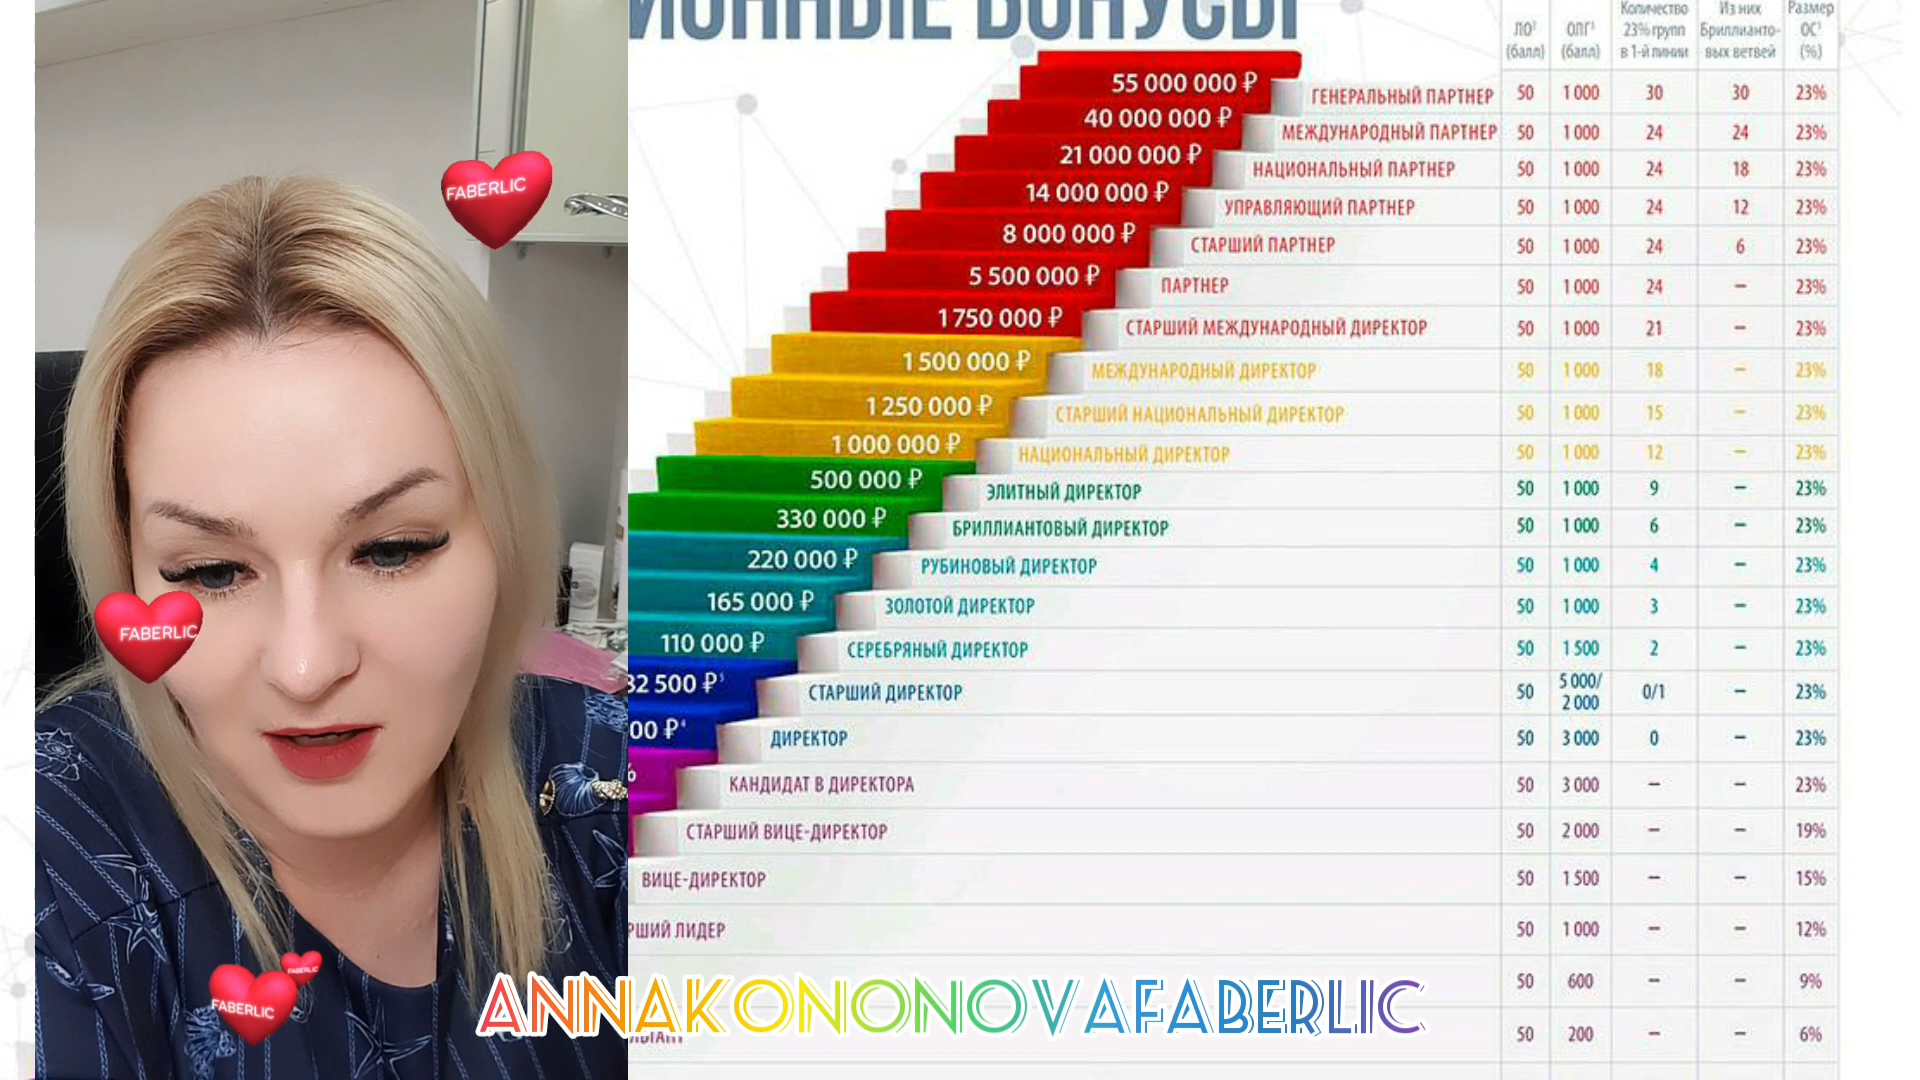 БОНУСЫ
ЛО² (балл)
ОЛГ³ (балл)
Количество 23% групп в 1-й линии
Из них Бриллианто-вых ветвей
Размер ОС¹ (%)
55 000 000 ₽ ГЕНЕРАЛЬНЫЙ ПАРТНЕР 50 1 000 30 30 23%
40 000 000 ₽ МЕЖДУНАРОДНЫЙ ПАРТНЕР 50 1 000 24 24 23%
21 000 000 ₽ НАЦИОНАЛЬНЫЙ ПАРТНЕР 50 1 000 24 18 23%
14 000 000 ₽ УПРАВЛЯЮЩИЙ ПАРТНЕР 50 1 000 24 12 23%
8 000 000 ₽ СТАРШИЙ ПАРТНЕР 50 1 000 24 6 23%
5 500 000 ₽ ПАРТНЕР 50 1 000 24 – 23%
1 750 000 ₽ СТАРШИЙ МЕЖДУНАРОДНЫЙ ДИРЕКТОР 50 1 000 21 – 23%
1 500 000 ₽ МЕЖДУНАРОДНЫЙ ДИРЕКТОР 50 1 000 18 – 23%
1 250 000 ₽ СТАРШИЙ НАЦИОНАЛЬНЫЙ ДИРЕКТОР 50 1 000 15 – 23%
1 000 000 ₽ НАЦИОНАЛЬНЫЙ ДИРЕКТОР 50 1 000 12 – 23%
500 000 ₽ ЭЛИТНЫЙ ДИРЕКТОР 50 1 000 9 – 23%
330 000 ₽ БРИЛЛИАНТОВЫЙ ДИРЕКТОР 50 1 000 6 – 23%
220 000 ₽ РУБИНОВЫЙ ДИРЕКТОР 50 1 000 4 – 23%
165 000 ₽ ЗОЛОТОЙ ДИРЕКТОР 50 1 000 3 – 23%
110 000 ₽ СЕРЕБРЯНЫЙ ДИРЕКТОР 50 1 500 2 – 23%
82 500 ₽⁵ СТАРШИЙ ДИРЕКТОР 50 5 000/ 2 000 0/1 – 23%
00 ₽⁴ ДИРЕКТОР 50 3 000 0 – 23%
% КАНДИДАТ В ДИРЕКТОРА 50 3 000 – – 23%
СТАРШИЙ ВИЦЕ-ДИРЕКТОР 50 2 000 – – 19%
ВИЦЕ-ДИРЕКТОР 50 1 500 – – 15%
РШИЙ ЛИДЕР 50 1 000 – – 12%
50 600 – – 9%
50 200 – – 6%
FABERLIC
FABERLIC
FABERLIC
FABERLIC
ANNAKONONOVAFABERLIC